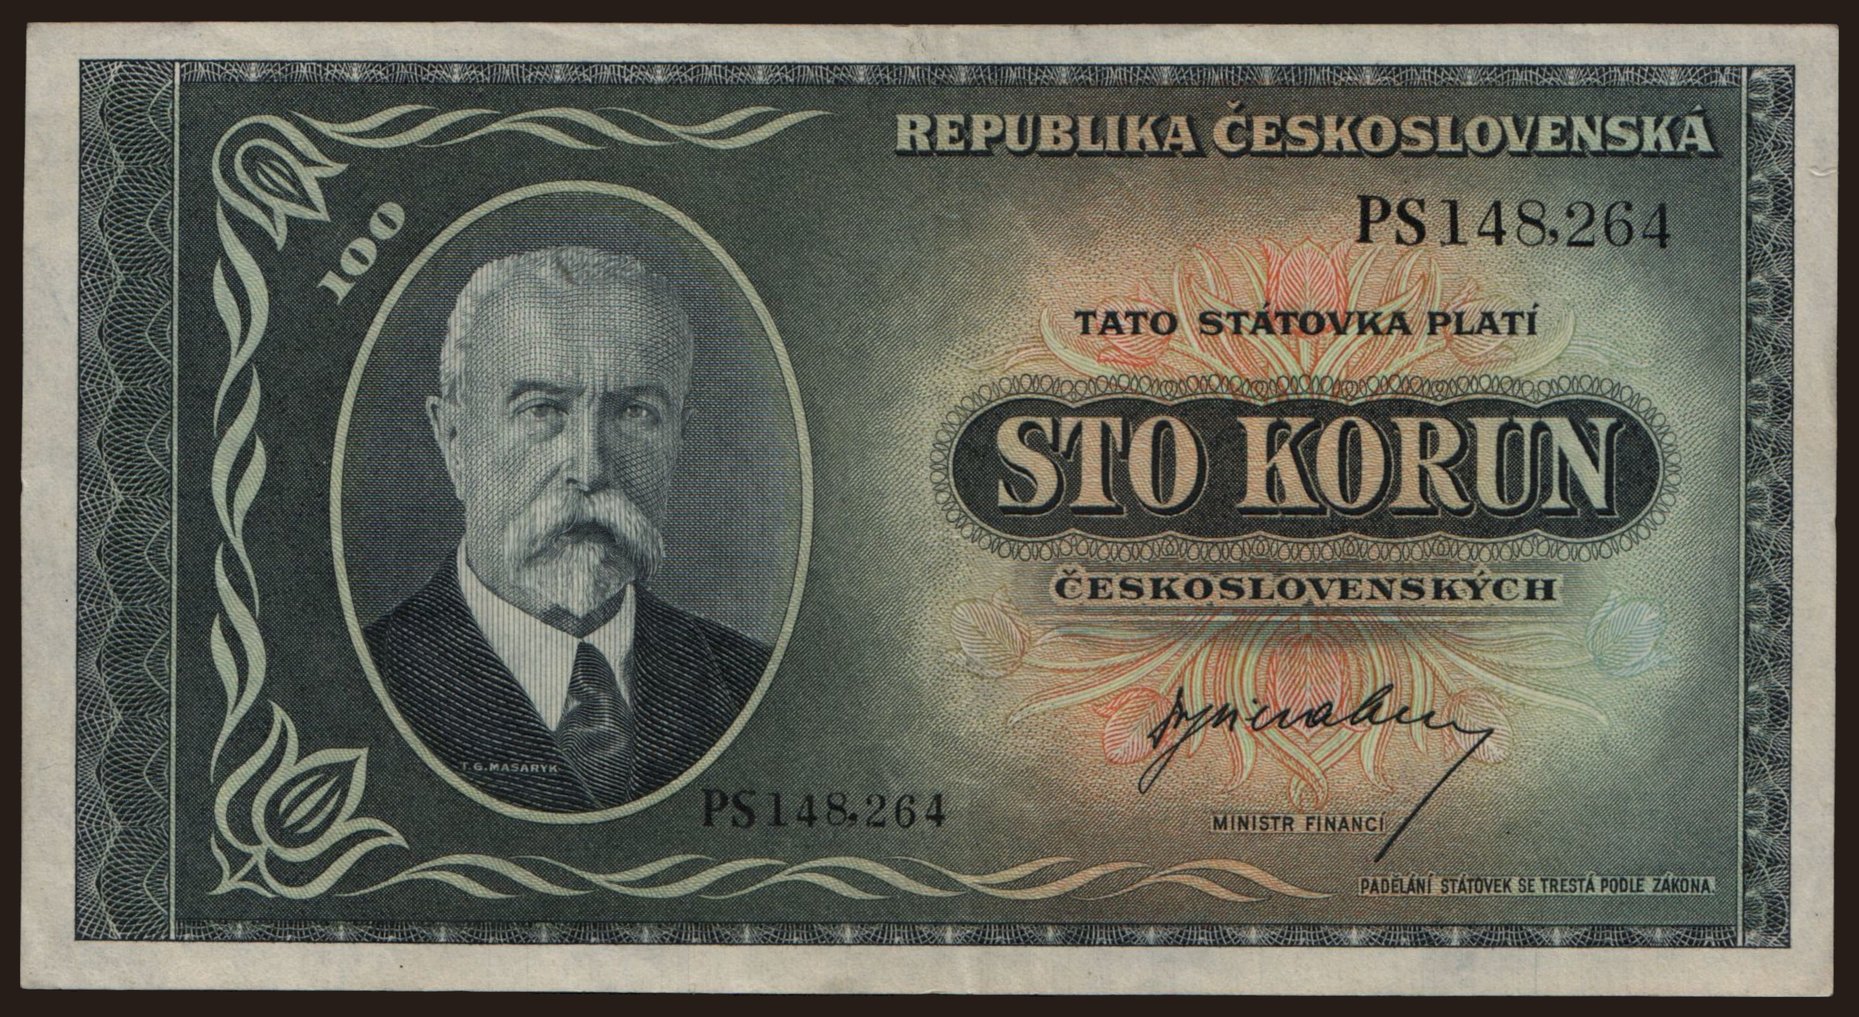 REPUBLIKA ČESKOSLOVENSKÁ
PS148,264
100
TATO STÁTOVKA PLATÍ
STO KORUN
ČESKOSLOVENSKÝCH
T.G.MASARYK
PS148,264
MINISTR FINANCÍ
PADĚLÁNÍ STÁTOVEK SE TRESTÁ PODLE ZÁKONA.